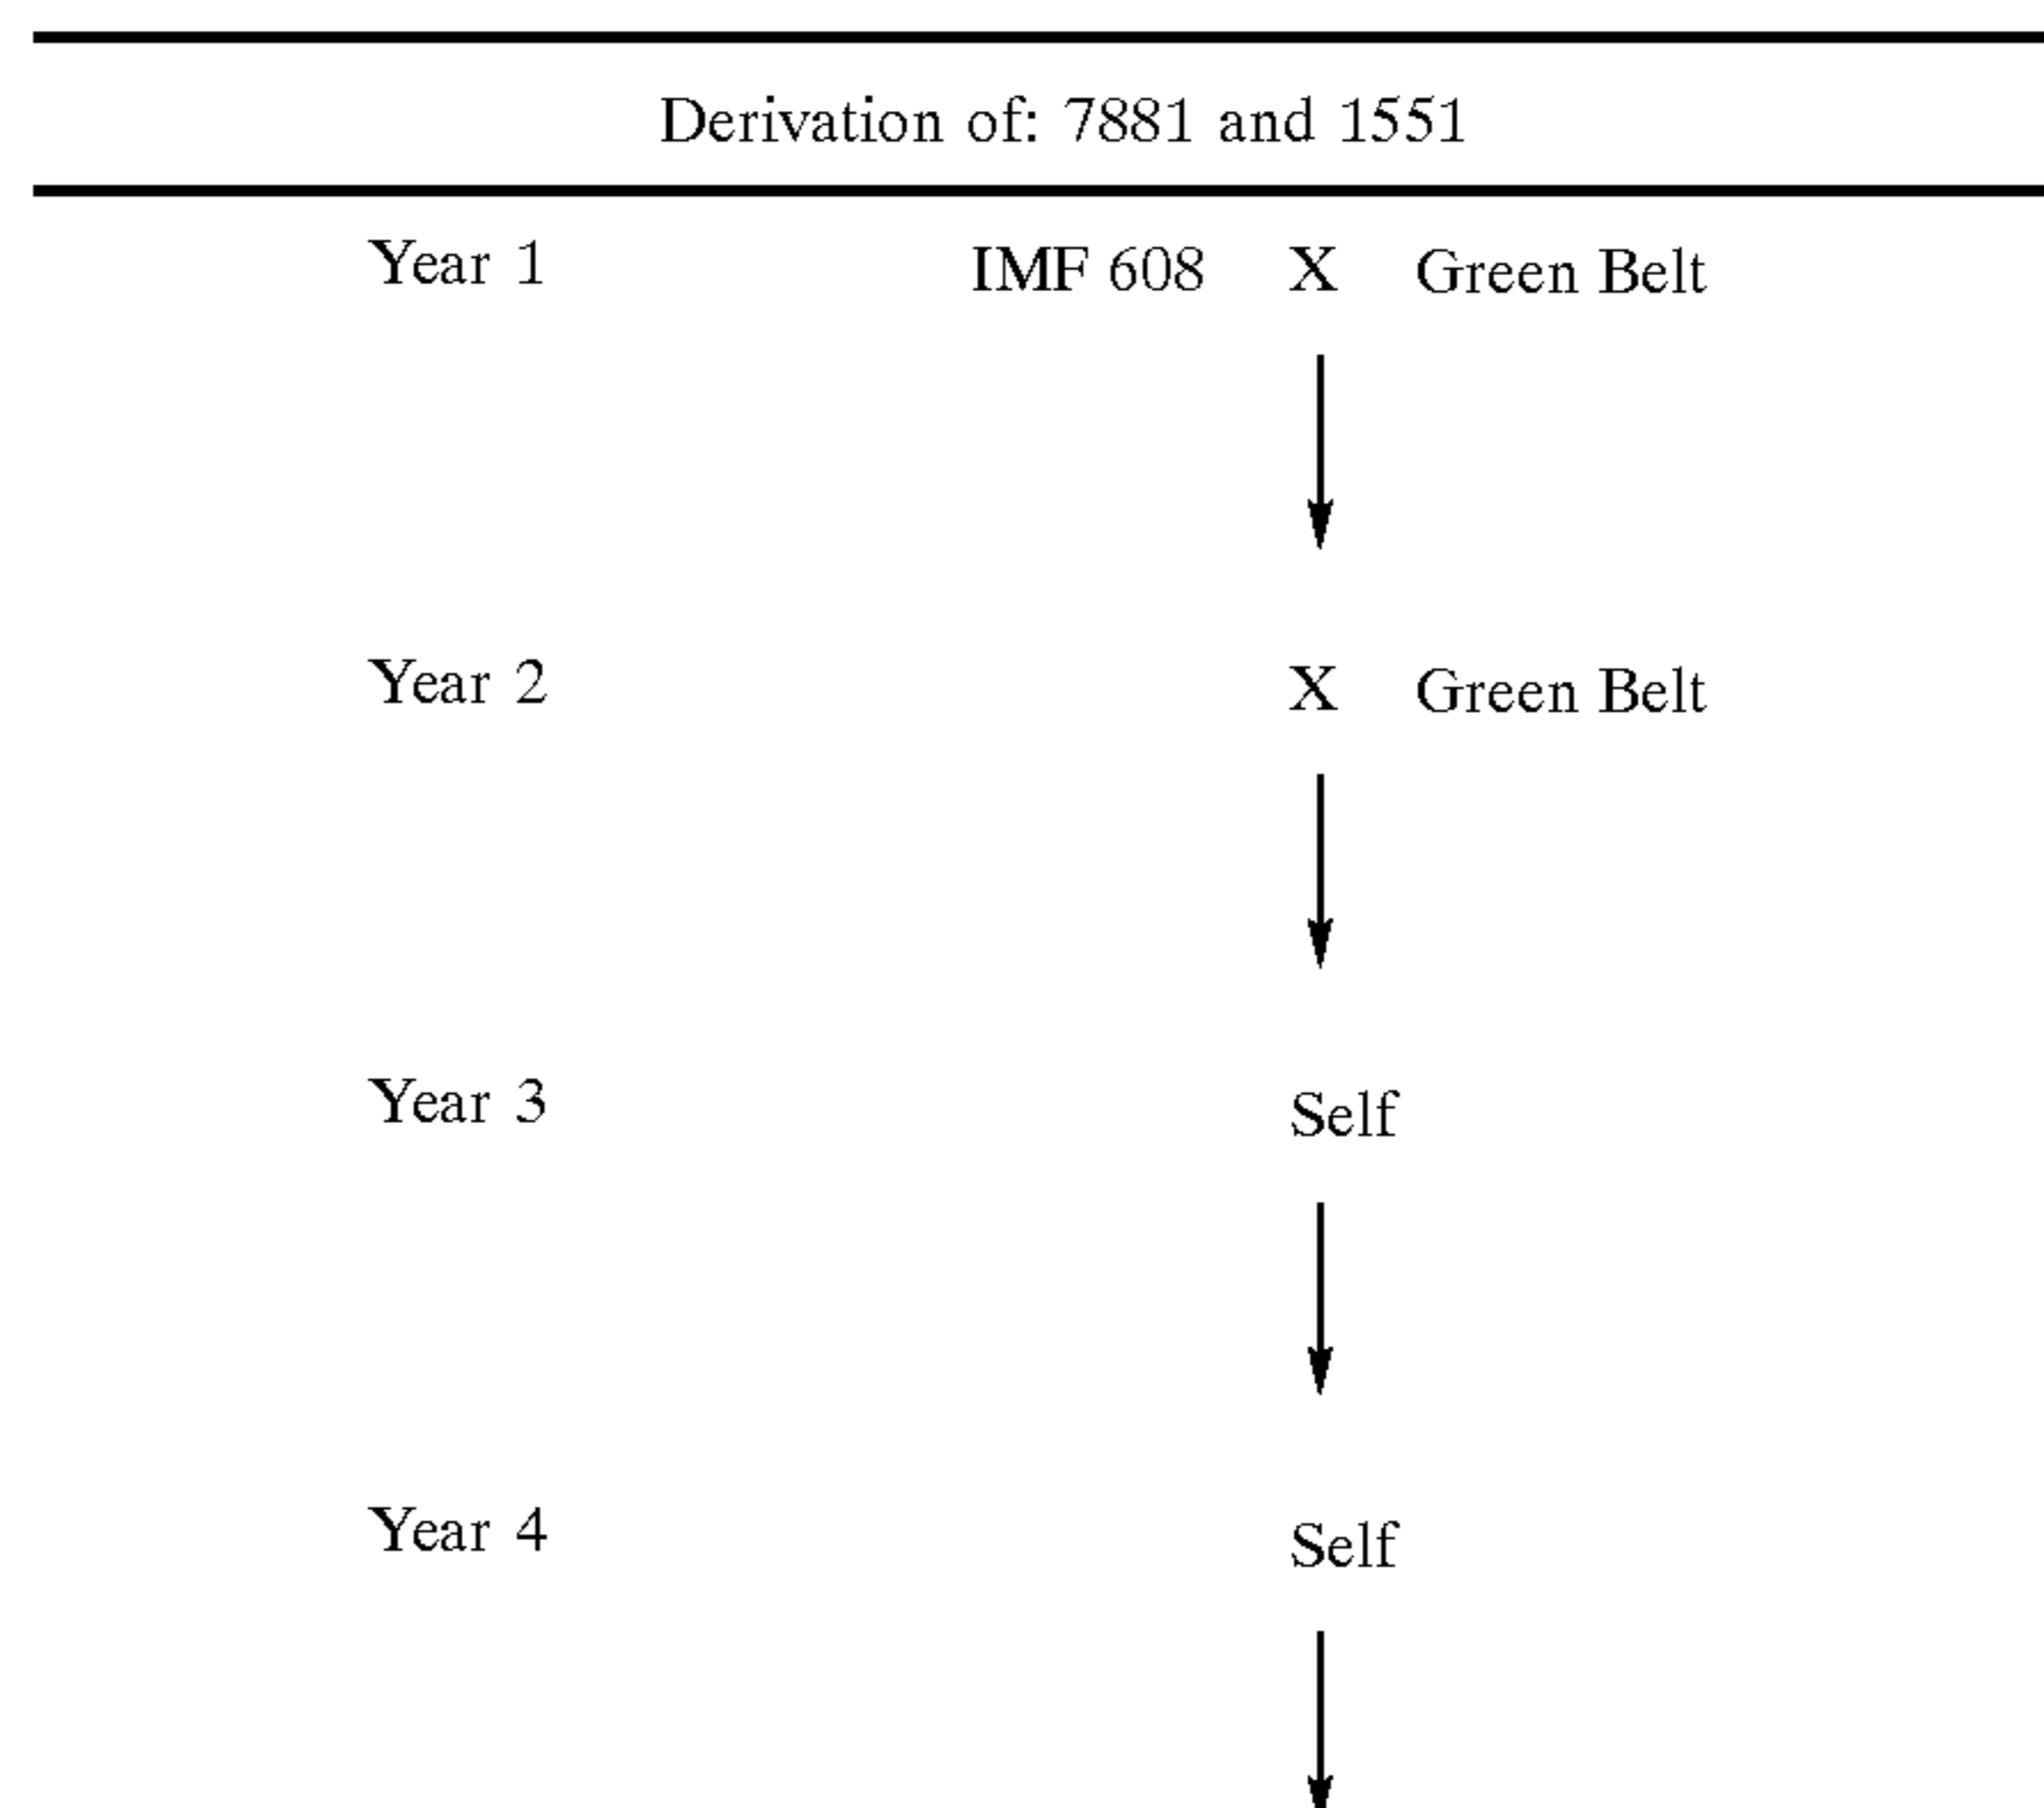 Derivation of: 7881 and 1551
Year 1 IMF 608 X Green Belt
Year 2 X Green Belt
Year 3 Self
Year 4 Self